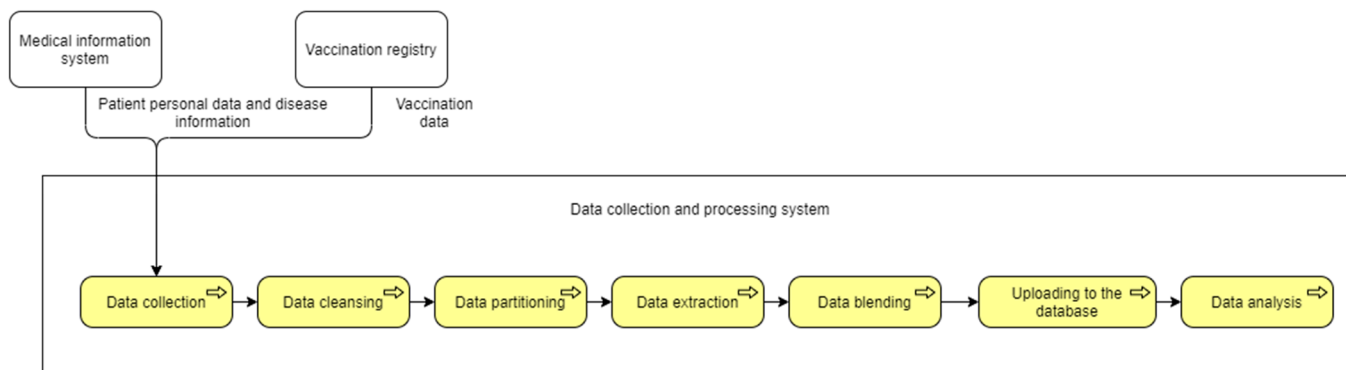 Medical information
system
Vaccination registry
Patient personal data and disease
information
Vaccination
data
Data collection and processing system
Data collection
Data cleansing
Data partitioning
Data extraction
Data blending
Uploading to the
database
Data analysis